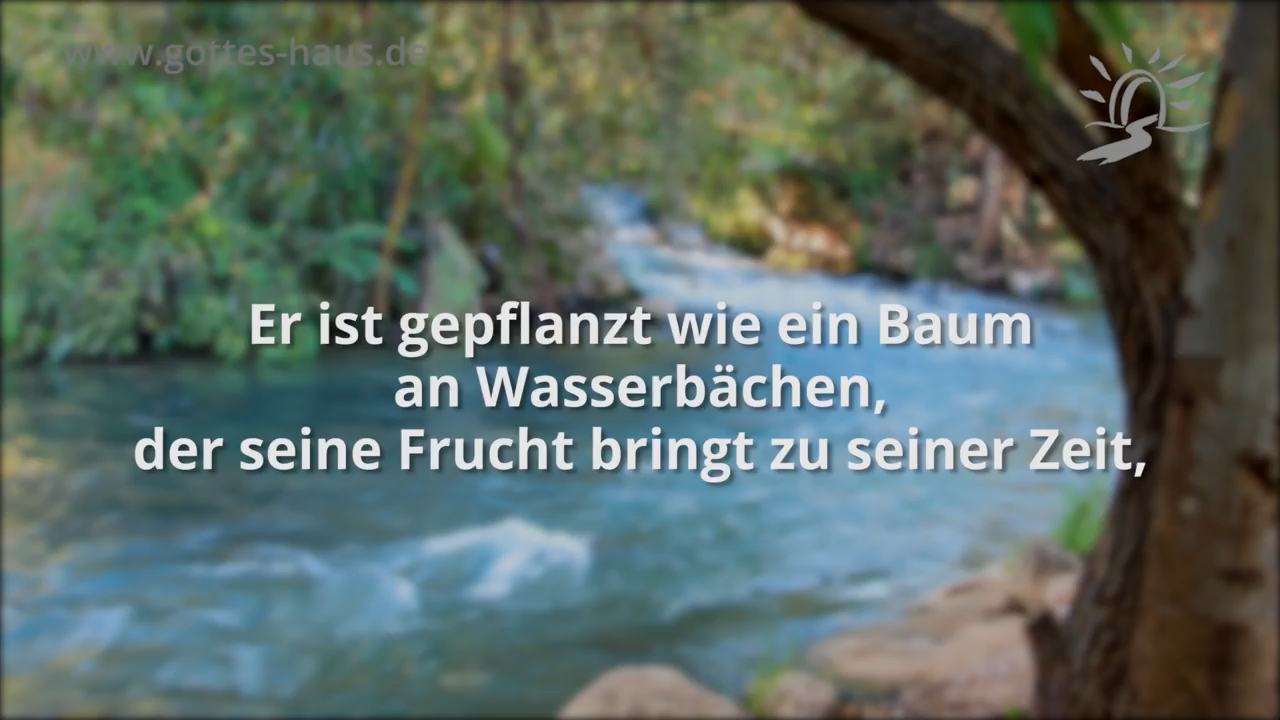 www.gottes-haus.de
Er ist gepflanzt wie ein Baum
an Wasserbächen,
der seine Frucht bringt zu seiner Zeit,